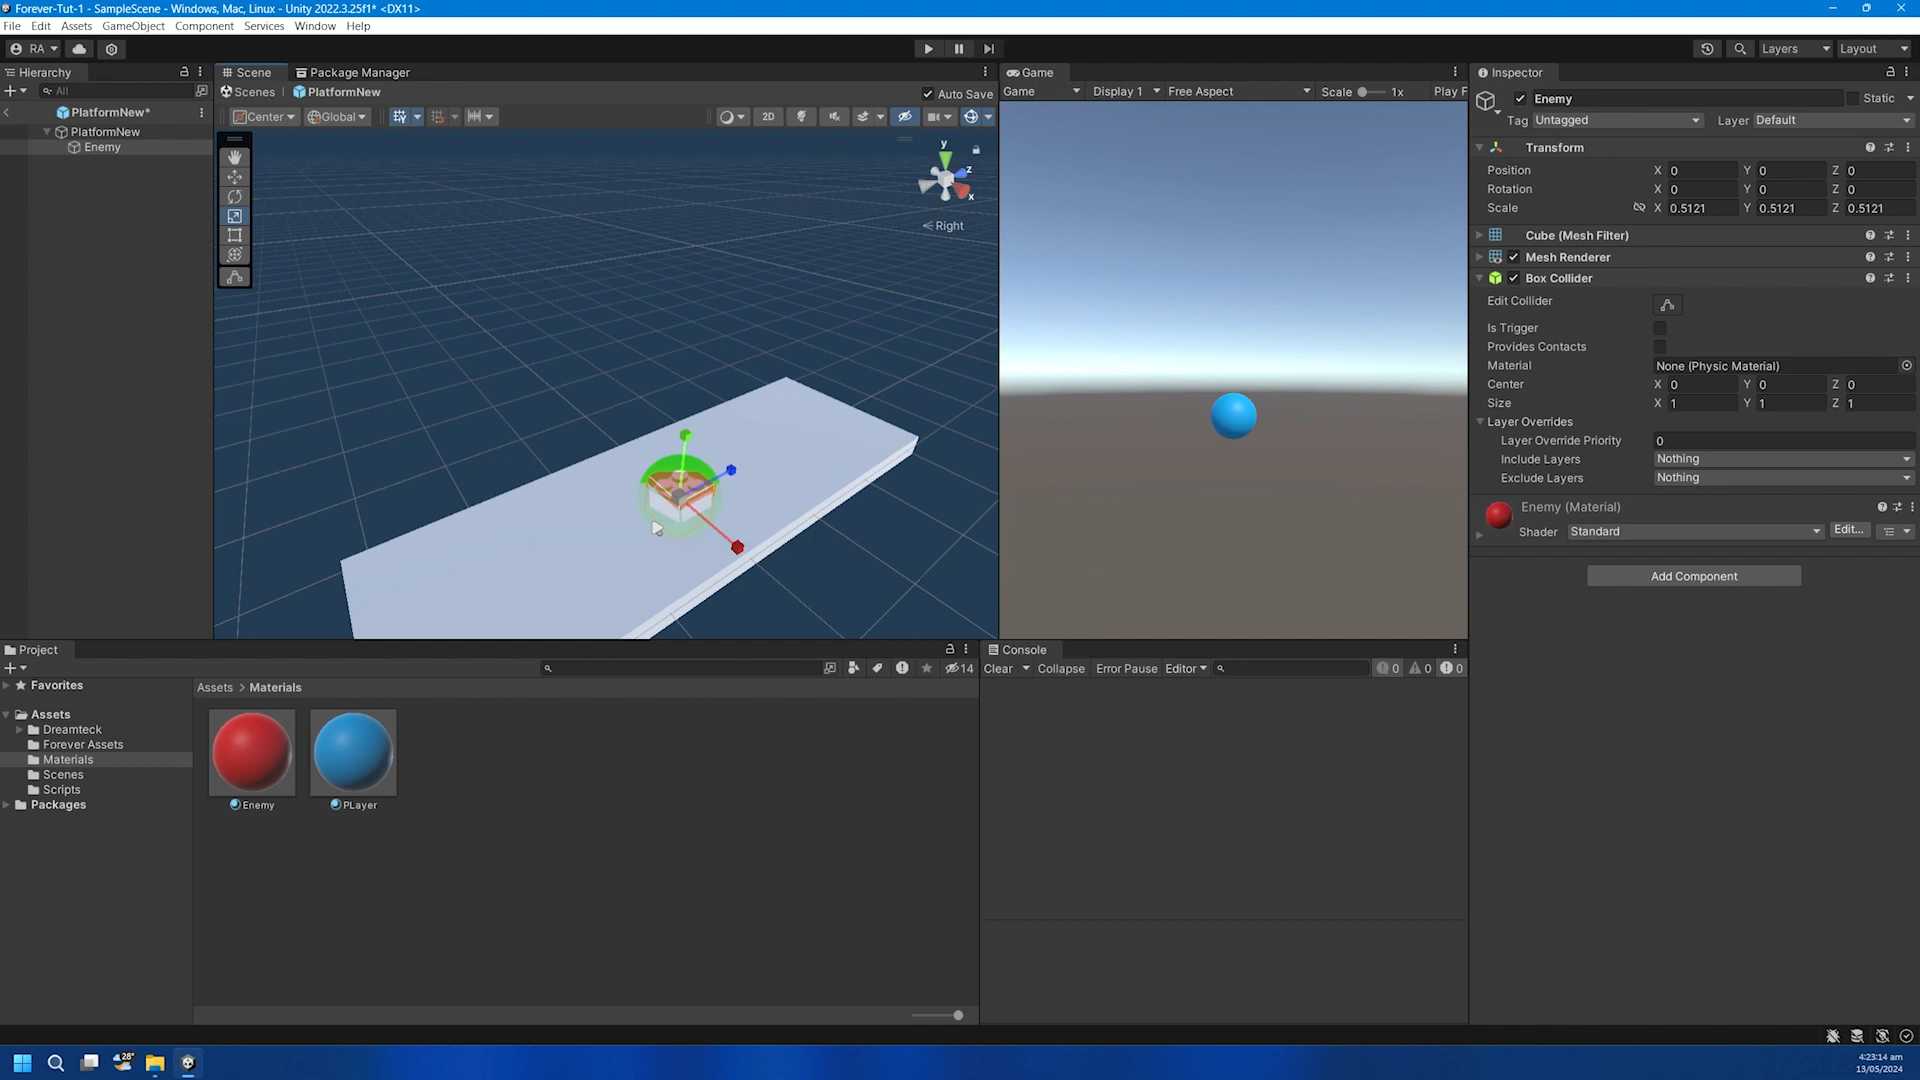 Forever-Tut-1 - SampleScene - Windows, Mac, Linux - Unity 2022.3.25f1* <DX11>
File Edit Assets GameObject Component Services Window Help
RA Layers Layout
Hierarchy
All
PlatformNew*
PlatformNew
Enemy
Scene Package Manager
Scenes PlatformNew Auto Save
Center Global 2D
y
z
x
Right
Game
Game Display 1 Free Aspect Scale 1x Play F
Inspector
Enemy Static
Tag Untagged Layer Default
Transform
Position X 0 Y 0 Z 0
Rotation X 0 Y 0 Z 0
Scale X 0.5121 Y 0.5121 Z 0.5121
Cube (Mesh Filter)
Mesh Renderer
Box Collider
Edit Collider
Is Trigger
Provides Contacts
Material None (Physic Material)
Center X 0 Y 0 Z 0
Size X 1 Y 1 Z 1
Layer Overrides
Layer Override Priority 0
Include Layers Nothing
Exclude Layers Nothing
Enemy (Material)
Shader Standard Edit...
Add Component
Project
14
Favorites
Assets
Dreamteck
Forever Assets
Materials
Scenes
Scripts
Packages
Assets > Materials
Enemy PLayer
Console
Clear Collapse Error Pause Editor 0 0 0
28°
4:23:14 am
13/05/2024